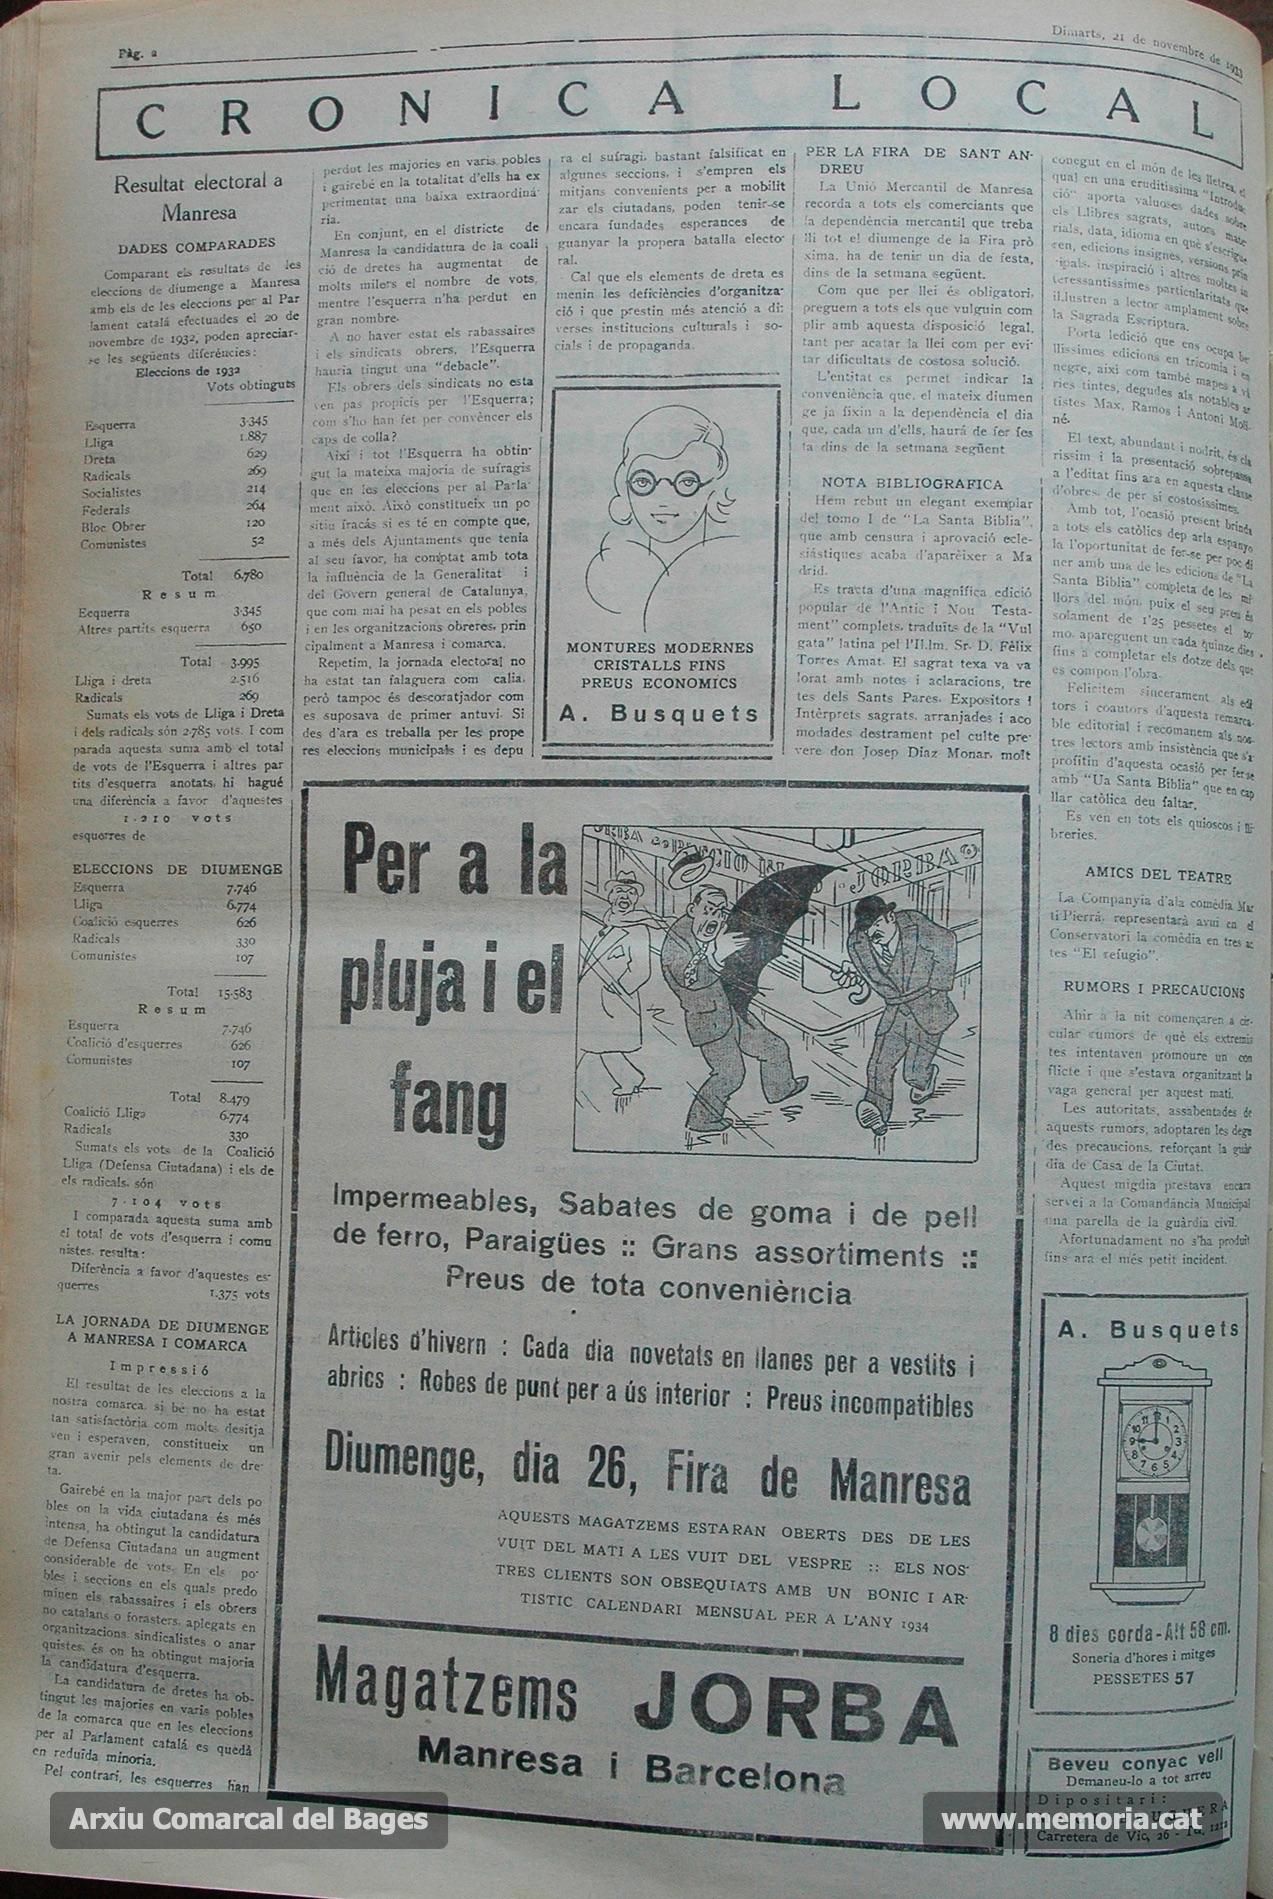 Pàg. 2
Dimarts, 21 de novembre de 1933
CRONICA LOCAL
Resultat electoral a
Manresa
DADES COMPARADES
Comparant els resultats de les
eleccions de diumenge a Manresa
amb els de les eleccions per al Par
lament catalá efectuades el 20 de
novembre de 1932, poden apreciar-
se les següents diferències:
Eleccions de 1932
Vots obtinguts
Esquerra 3.345
Lliga 1.887
Dreta 629
Radicals 269
Socialistes 214
Federals 264
Bloc Obrer 120
Comunistes 52
Total 6.780
Resum
Eequerra 3.345
Altres partits esquerra 650
Total 3.995
Lliga i dreta 2.516
Radicals 269
Sumats els vots de Lliga i Dreta
i dels radicals són 2.785 vots. I com
parada aquesta suma amb el total
de vots de l'Esquerra i altres par
tits d'esquerra anotats, hi hagué
una diferència a favor d'aquestes
1.210 vots
esquerres de
ELECCIONS DE DIUMENGE
Esquerra 7.746
Lliga 6.774
Coalició esquerres 626
Radicals 330
Comunistes 107
Total 15.583
Resum
Esquerra 7.746
Coalició d'esquerres 626
Comunistes 107
Total 8.479
Coalició Lliga 6.774
Radicals 330
Sumats els vots de la Coalició
Lliga (Defensa Ciutadana) i els de
els radicals, són
7.104 vots
I comparada aquesta suma amb
el total de vots d'esquerra i comu
nistes, resulta:
Diferència a favor d'aquestes es-
querres 1.375 vots
LA JORNADA DE DIUMENGE
A MANRESA I COMARCA
Impressió
El resultat de les eleccions a la
nostra comarca, si bé no ha estat
tan satisfactòria com molts desitja
ven i esperaven, constitueix un
gran avenir pels elements de dre-
ta.
Gairebé en la major part dels po
bles on la vida ciutadana és més
intensa, ha obtingut la candidatura
de Defensa Ciutadana un augment
considerable de vots. En els po-
bles i seccions en els quals predo
minen els rabassaires i els obrers
no catalans o forasters, aplegats en
organitzacions sindicalistes o anar
quistes, és on ha obtingut majoria
la candidatura d'esquerra.
La candidatura de dretes ha ob-
tingut les majories en varis pobles
de la comarca que en les eleccions
per al Parlament catalá es quedà
en reduïda minoria.
Pel contrari, les esquerres han
perdut les majories en varis pobles
i gairebé en la totalitat d'ells ha ex
perimentat una baixa extraordinà-
ria.
En conjunt, en el districte de
Manresa la candidatura de la coali
ció de dretes ha augmentat de
molts milers el nombre de vots,
mentre l'esquerra n'ha perdut en
gran nombre.
A no haver estat els rabassaires
i els sindicats obrers, l'Esquerra
hauria tingut una "debacle".
Els obrers dels sindicats no esta
ven pas propicis per l'Esquerra;
com s'ho han fet per convèncer els
caps de colla?
Així i tot l'Esquerra ha obtin-
gut la mateixa majoria de sufragis
que en les eleccions per al Parla-
ment això. Això constitueix un po
sitiu fracás si es té en compte que,
a més dels Ajuntaments que tenia
al seu favor, ha comptat amb tota
la influència de la Generalitat i
del Govern general de Catalunya,
que com mai ha pesat en els pobles
i en les organitzacions obreres, prin
cipalment a Manresa i comarca.
Repetim, la jornada electoral no
ha estat tan falaguera com calia,
però tampoc és descoratjador com
es suposava de primer antuvi. Si
des d'ara es treballa per les prope
res eleccions municipals i es depu
ra el sufragi, bastant falsificat en
algunes seccions, i s'empren els
mitjans convenients per a mobilit
zar els ciutadans, poden tenir-se
encara fundades esperances de
guanyar la propera batalla electo-
ral.
Cal que els elements de dreta es
menin les deficiències d'organitza-
ció i que prestin més atenció a di-
verses institucions culturals i so-
cials i de propaganda.
MONTURES MODERNES
CRISTALLS FINS
PREUS ECONOMICS
A. Busquets
PER LA FIRA DE SANT AN-
DREU
La Unió Mercantil de Manresa
recorda a tots els comerciants que
la dependència mercantil que treba
lli tot el diumenge de la Fira prò
xima, ha de tenir un dia de festa,
dins de la setmana següent.
Com que per llei és obligatori,
preguem a tots els que vulguin com
plir amb aquesta disposició legal,
tant per acatar la llei com per evi
tar dificultats de costosa solució.
L'entitat es permet indicar la
conveniència que, el mateix diumen
ge ja fixin a la dependència el dia
que, cada un d'ells, haurà de fer fes
ta dins de la setmana següent
NOTA BIBLIOGRAFICA
Hem rebut un elegant exemplar
del tomo I de "La Santa Biblia",
que amb censura i aprovació ecle-
siástiques acaba d'aparèixer a Ma
drid.
Es tracta d'una magnífica edició
popular de l'Antic i Nou Testa-
ment" complets, traduïts de la "Vul
gata" latina pel l'Il.lm. Sr. D. Fèlix
Torres Amat. El sagrat texa va va
lorat amb notes i aclaracions, tre
tes dels Sants Pares, Expositors i
Intèrprets sagrats, arranjades i aco
modades destrament pel culte pre-
vere don Josep Diaz Monar, molt
conegut en el món de les lletres, el
qual en una eruditissima "Introduc-
ció" aporta valuoses dades sobre
els Llibres sagrats, autors mate
rials, data, idioma en què s'escrigue
ren, edicions insignes, versions prin
cipals, inspiració i altres moltes in
teressantíssimes particularitats que
il.lustren a lector amplament sobre
la Sagrada Escriptura.
Porta ledició que ens ocupa be
llíssimes edicions en tricomia i en
negre, així com també mapes a vá
ries tintes, degudes als notables ar
tistes Max, Ramos i Antoni Moli-
né.
El text, abundant i nodrit, és cla
ríssim i la presentació sobrepassa
a l'editat fins ara en aquesta classe
d'obres, de per si costosissimes.
Amb tot, l'ocasió present brinda
a tots els catòlics dep arla espanyo
la l'oportunitat de fer-se per poc di
ner amb una de les edicions de "La
Santa Biblia" completa de les mi
llors del món, puix el seu preu és
solament de 1'25 pessetes el to
mo, apareguent un cada quinze dies
fins a completar els dotze dels que
es compon l'obra.
Felicitem sincerament als edi
tors i coautors d'aquesta remarca-
ble editorial i recomanem als nos-
tres lectors amb insistència que s'a
profitin d'aquesta ocasió per fer-se
amb "Ua Santa Biblia" que en cap
llar catòlica deu faltar.
Es ven en tots els quioscos i lli-
breries.
AMICS DEL TEATRE
La Companyia d'ala comèdia Mar
ti Pierrá, representarà avui en el
Conservatori la comèdia en tres ac
tes "El refugio".
RUMORS I PRECAUCIONS
Ahir a la nit començaren a cir-
cular rumors de què els extremis
tes intentaven promoure un con
flicte i que s'estava organitzant la
vaga general per aquest matí.
Les autoritats, assabentades de
aquests rumors, adoptaren les degu
des precaucions, reforçant la guàr
dia de Casa de la Ciutat.
Aquest migdia prestava encara
servei a la Comandància Municipal
una parella de la guàrdia civil.
Afortunadament no s'ha produït
fins ara el més petit incident.
JORBA
Per a la
pluja i el
fang
Impermeables, Sabates de goma i de pell
de ferro, Paraigües :: Grans assortiments ::
Preus de tota conveniència
Articles d'hivern : Cada dia novetats en llanes per a vestits i
abrics : Robes de punt per a ús interior : Preus incompatibles
Diumenge, dia 26, Fira de Manresa
AQUESTS MAGATZEMS ESTARAN OBERTS DES DE LES
VUIT DEL MATI A LES VUIT DEL VESPRE :: ELS NOS-
TRES CLIENTS SON OBSEQUIATS AMB UN BONIC I AR-
TISTIC CALENDARI MENSUAL PER A L'ANY 1934
Magatzems JORBA
Manresa i Barcelona
A. Busquets
8 dies corda - Alt 56 cm.
Soneria d'hores i mitges
PESSETES 57
Beveu conyac vell
Demaneu-lo a tot arreu
Dipositari:
Carretera de Vic, 26 - Tel. 1212
Arxiu Comarcal del Bages
www.memoria.cat